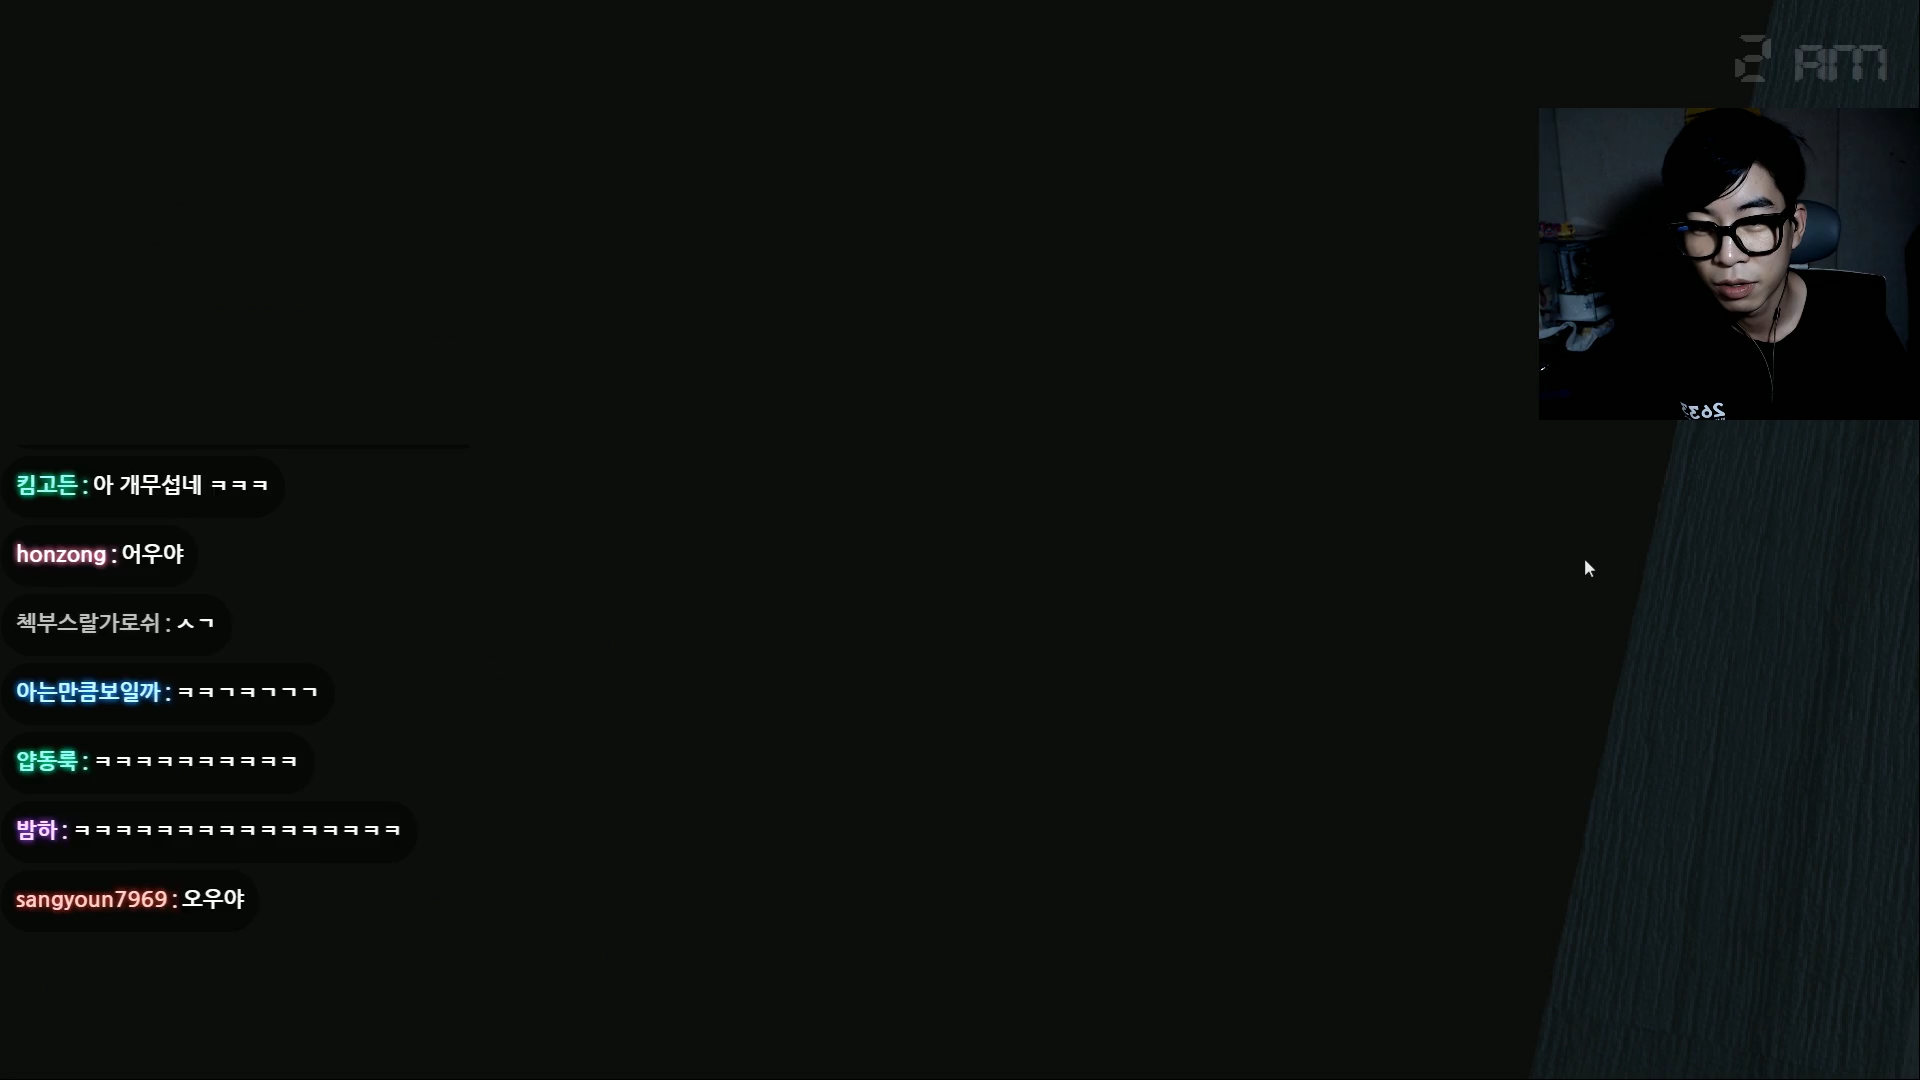 2 AM
킴고든 : 아 개무섭네 ㅋㅋㅋ
honzong : 어우야
첵부스랄가로쉬 : ㅅㄱ
아는만큼보일까 : ㅋㅋㄱㅋㄱㄱㄱ
얍동룩 : ㅋㅋㅋㅋㅋㅋㅋㅋㅋㅋ
밤하 : ㅋㅋㅋㅋㅋㅋㅋㅋㅋㅋㅋㅋㅋㅋㅋㅋ
sangyoun7969 : 오우야